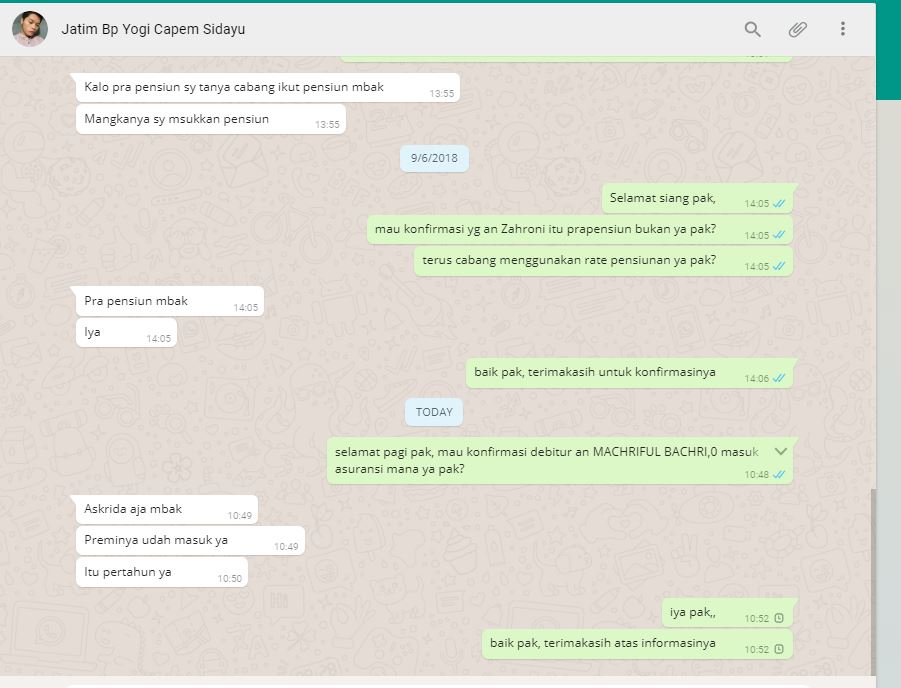 Jatim Bp Yogi Capem Sidayu
Kalo pra pensiun sy tanya cabang ikut pensiun mbak
13:55
Mangkanya sy msukkan pensiun
13:55
9/6/2018
Selamat siang pak,
14:05
mau konfirmasi yg an Zahroni itu prapensiun bukan ya pak?
14:05
terus cabang menggunakan rate pensiunan ya pak?
14:05
Pra pensiun mbak
14:05
Iya
14:05
baik pak, terimakasih untuk konfirmasinya
14:06
TODAY
selamat pagi pak, mau konfirmasi debitur an MACHRIFUL BACHRI,0 masuk
asuransi mana ya pak?
10:48
Askrida aja mbak
10:49
Preminya udah masuk ya
10:49
Itu pertahun ya
10:50
iya pak,,
10:52
baik pak, terimakasih atas informasinya
10:52